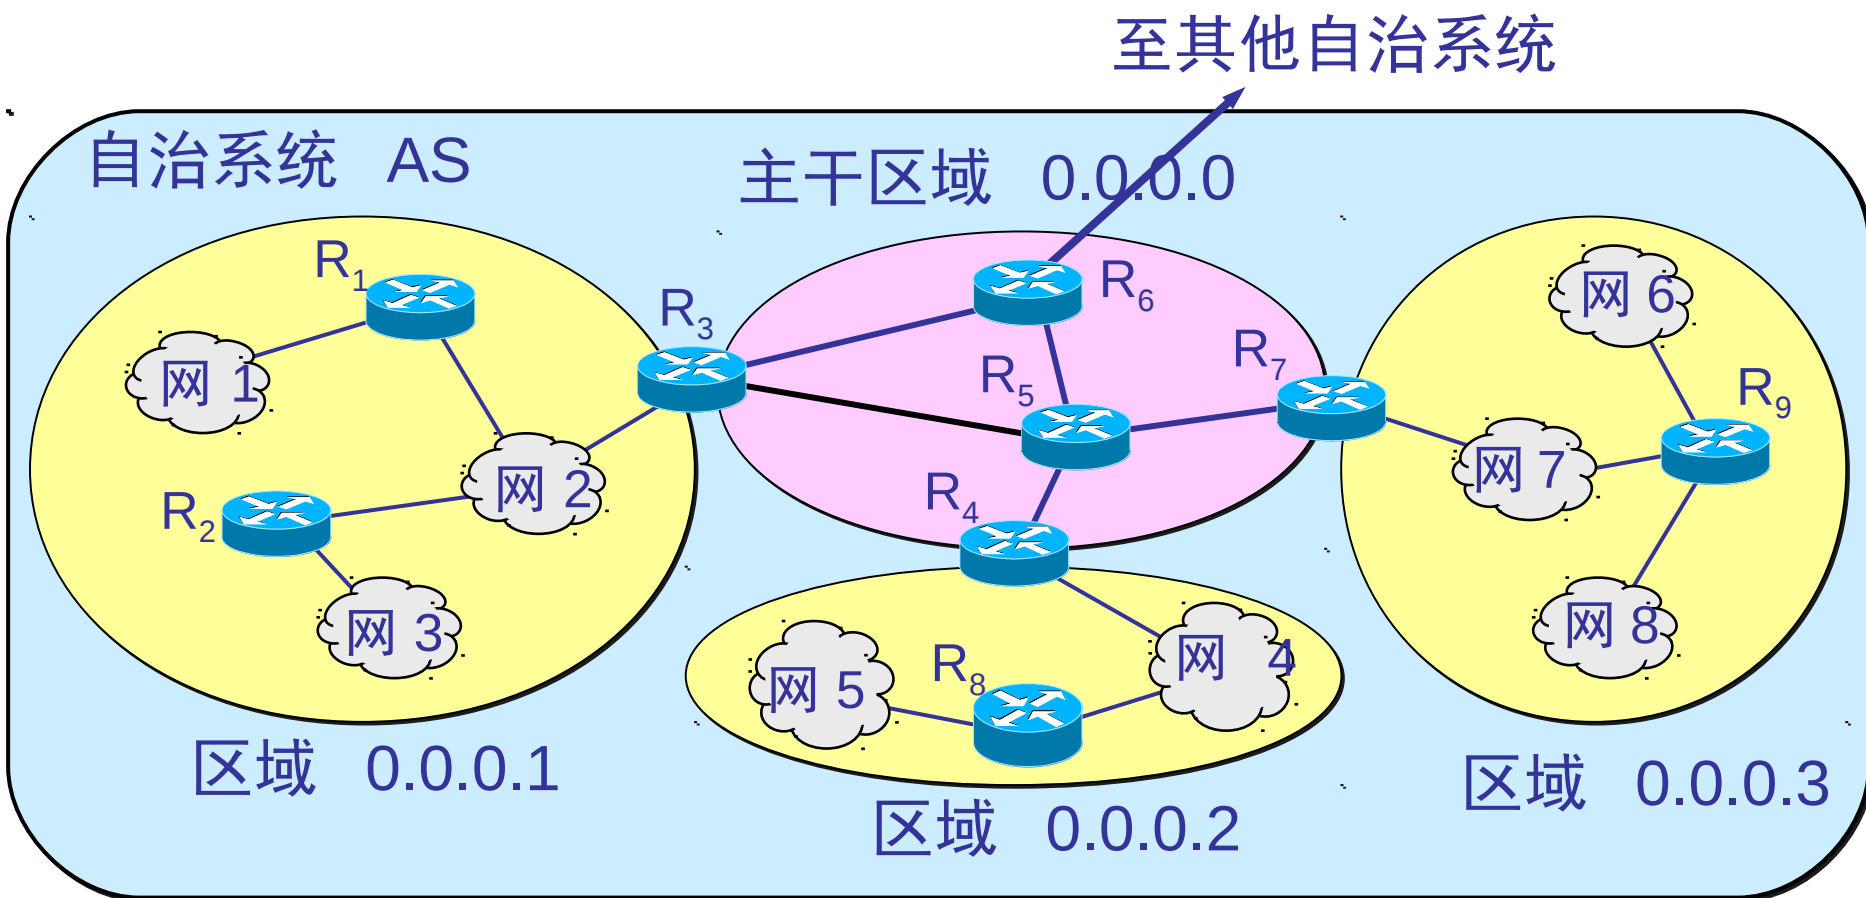 至其他自治系统
自治系统 AS
主干区域 0.0.0.0
R1
R3
R6
R7
R5
R9
R4
R2
R8
网 1
网 2
网 3
网 6
网 7
网 8
网 4
网 5
区域 0.0.0.1
区域 0.0.0.2
区域 0.0.0.3